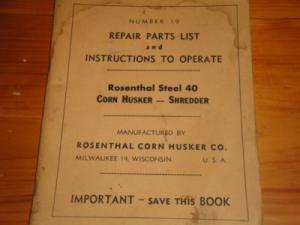 NUMBER 19
REPAIR PARTS LIST
and
INSTRUCTIONS TO OPERATE
Rosenthal Steel 40
CORN HUSKER — SHREDDER
MANUFACTURED BY
ROSENTHAL CORN HUSKER CO.
MILWAUKEE 14, WISCONSIN U. S. A.
IMPORTANT — SAVE THIS BOOK